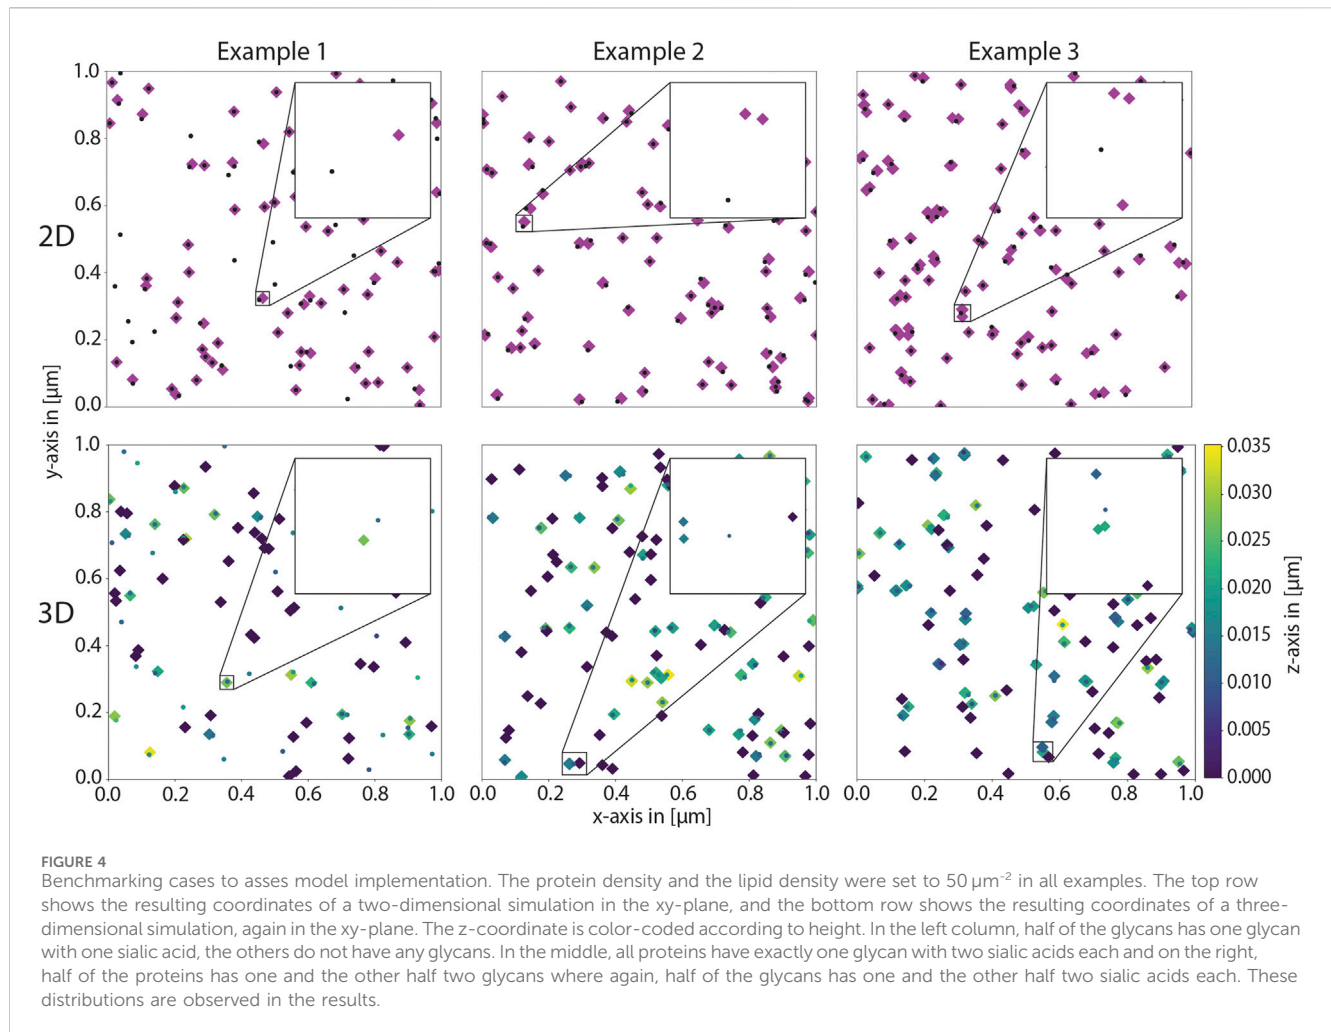 Example 1
Example 2
Example 3
1.0
0.8
0.6
2D
0.4
0.2
0.0
y-axis in [μm]
1.0
0.8
0.6
3D
0.4
0.2
0.0
0.0 0.2 0.4 0.6 0.8 1.0
0.0 0.2 0.4 0.6 0.8 1.0
0.0 0.2 0.4 0.6 0.8 1.0
x-axis in [μm]
0.035
0.030
0.025
0.020
0.015
0.010
0.005
0.000
z-axis in [μm]
FIGURE 4
Benchmarking cases to asses model implementation. The protein density and the lipid density were set to 50 μm⁻² in all examples. The top row
shows the resulting coordinates of a two-dimensional simulation in the xy-plane, and the bottom row shows the resulting coordinates of a three-
dimensional simulation, again in the xy-plane. The z-coordinate is color-coded according to height. In the left column, half of the glycans has one glycan
with one sialic acid, the others do not have any glycans. In the middle, all proteins have exactly one glycan with two sialic acids each and on the right,
half of the proteins has one and the other half two glycans where again, half of the glycans has one and the other half two sialic acids each. These
distributions are observed in the results.